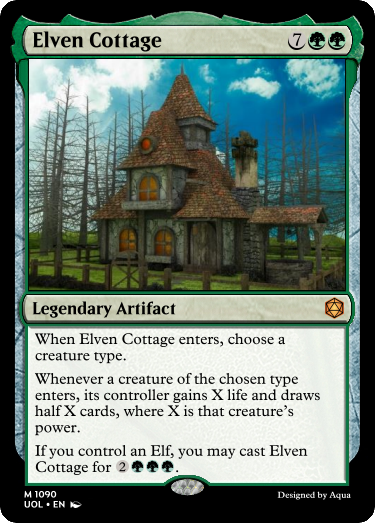 Elven Cottage 7
Legendary Artifact
When Elven Cottage enters, choose a
creature type.
Whenever a creature of the chosen type
enters, its controller gains X life and draws
half X cards, where X is that creature's
power.
If you control an Elf, you may cast Elven
Cottage for 2.
M 1090
UOL • EN
Designed by Aqua